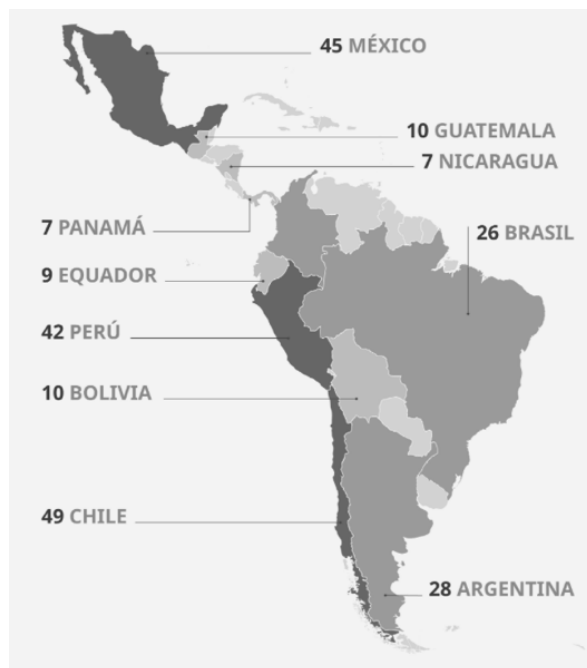 45 MÉXICO
10 GUATEMALA
7 NICARAGUA
7 PANAMÁ
26 BRASIL
9 EQUADOR
42 PERÚ
10 BOLIVIA
49 CHILE
28 ARGENTINA